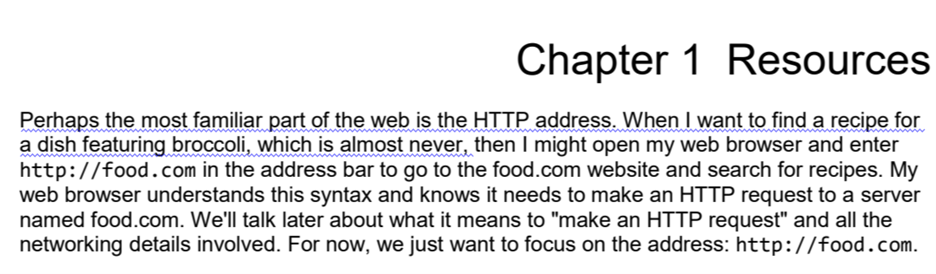 Chapter 1 Resources
Perhaps the most familiar part of the web is the HTTP address. When I want to find a recipe for
a dish featuring broccoli, which is almost never, then I might open my web browser and enter
http://food.com in the address bar to go to the food.com website and search for recipes. My
web browser understands this syntax and knows it needs to make an HTTP request to a server
named food.com. We'll talk later about what it means to "make an HTTP request" and all the
networking details involved. For now, we just want to focus on the address: http://food.com.